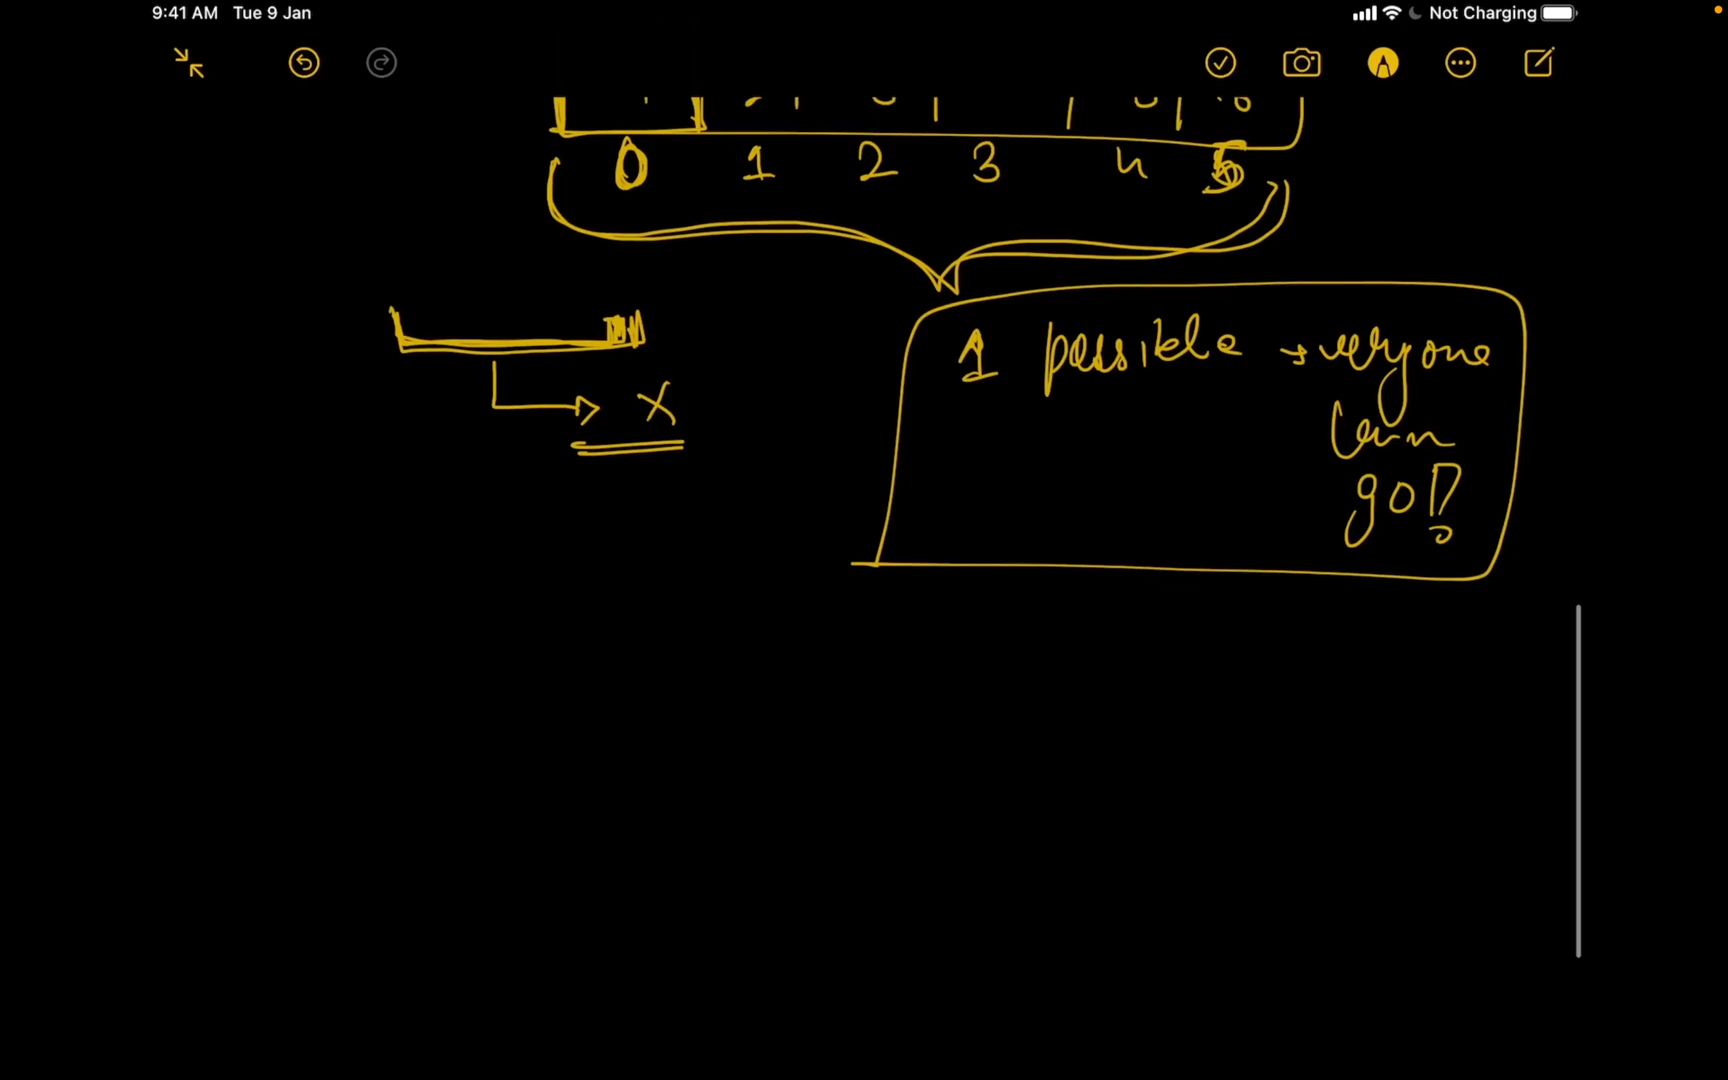 9:41 AM Tue 9 Jan
Not Charging
0 1 2 3 4 5
1 possible → everyone
can
go!
X